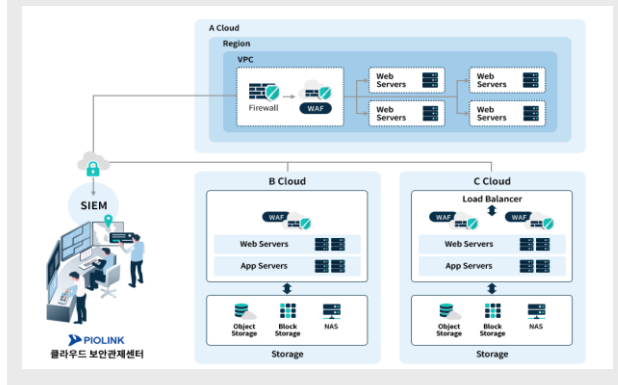 A Cloud
Region
VPC
Firewall
WAF
Web
Servers
Web
Servers
Web
Servers
Web
Servers
SIEM
PIOLINK
클라우드 보안관제센터
B Cloud
WAF
Web Servers
App Servers
Object
Storage
Block
Storage
NAS
Storage
C Cloud
Load Balancer
WAF
WAF
Web Servers
App Servers
Object
Storage
Block
Storage
NAS
Storage